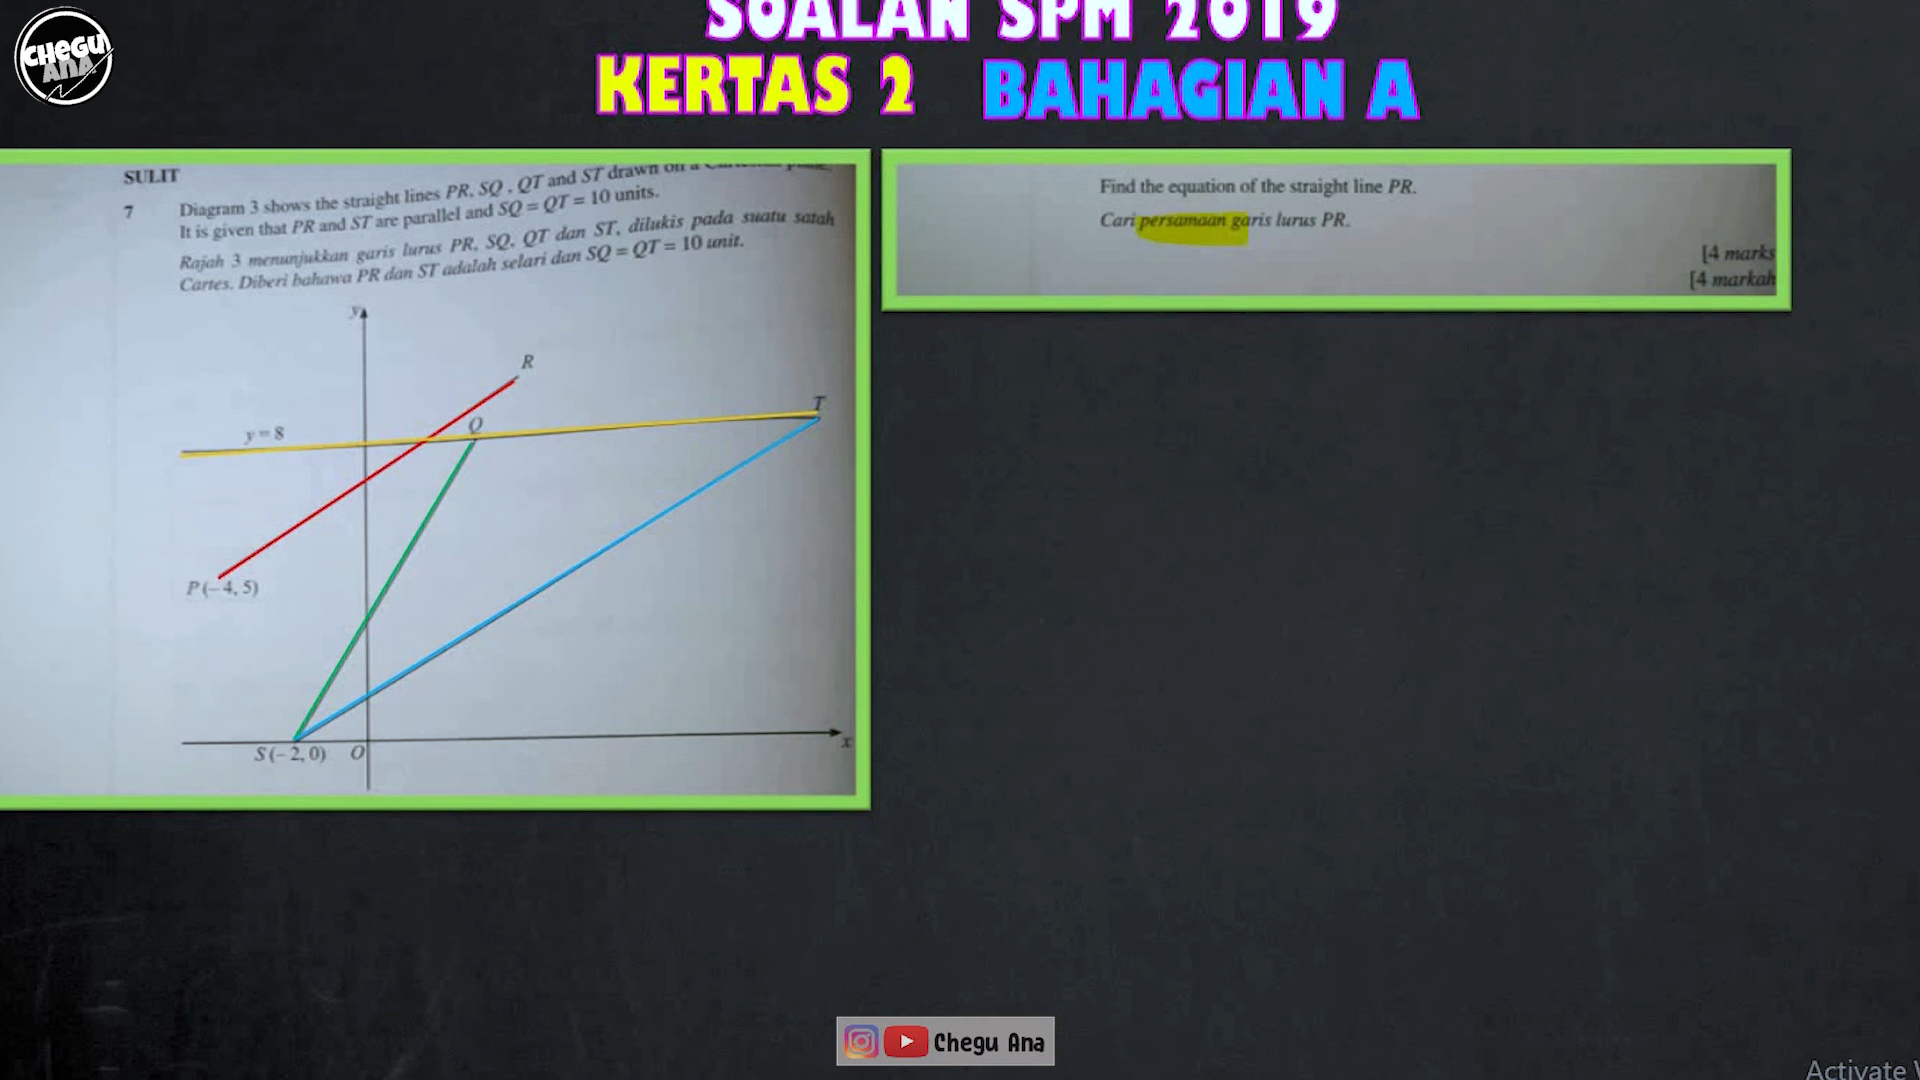 CHEGU
ANA
SOALAN SPM 2019
KERTAS 2 BAHAGIAN A
SULIT
7 Diagram 3 shows the straight lines PR, SQ , QT and ST drawn on a
It is given that PR and ST are parallel and SQ = QT = 10 units.
Rajah 3 menunjukkan garis lurus PR, SQ, QT dan ST, dilukis pada suatu satah
Cartes. Diberi bahawa PR dan ST adalah selari dan SQ = QT = 10 unit.
y
R
T
Q
y = 8
P (– 4, 5)
S (– 2, 0) O
x
Find the equation of the straight line PR.
Cari persamaan garis lurus PR.
[4 marks
[4 markah
Chegu Ana
Activate